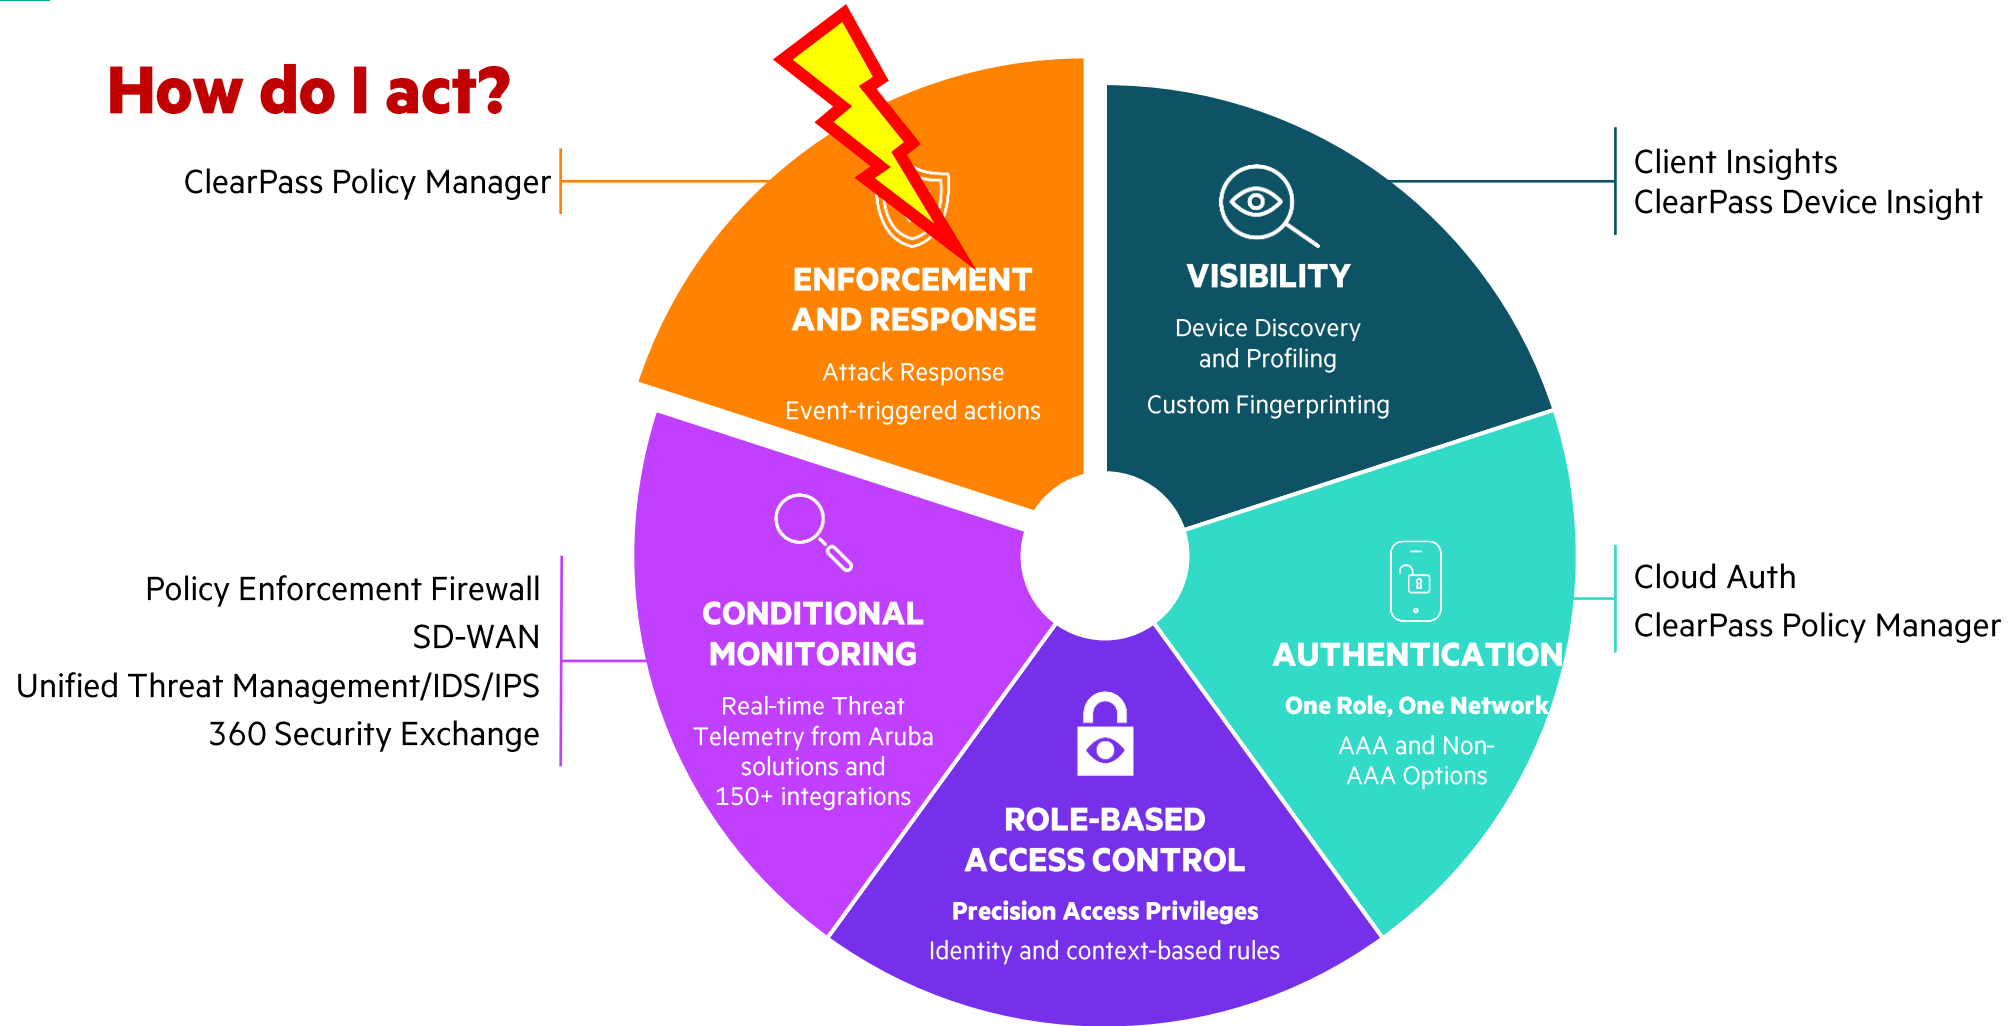 How do I act?
ClearPass Policy Manager
ENFORCEMENT
AND RESPONSE
Attack Response
Event-triggered actions
VISIBILITY
Device Discovery
and Profiling
Custom Fingerprinting
Client Insights
ClearPass Device Insight
Policy Enforcement Firewall
SD-WAN
Unified Threat Management/IDS/IPS
360 Security Exchange
CONDITIONAL
MONITORING
Real-time Threat
Telemetry from Aruba
solutions and
150+ integrations
AUTHENTICATION
One Role, One Network
AAA and Non-
AAA Options
Cloud Auth
ClearPass Policy Manager
ROLE-BASED
ACCESS CONTROL
Precision Access Privileges
Identity and context-based rules